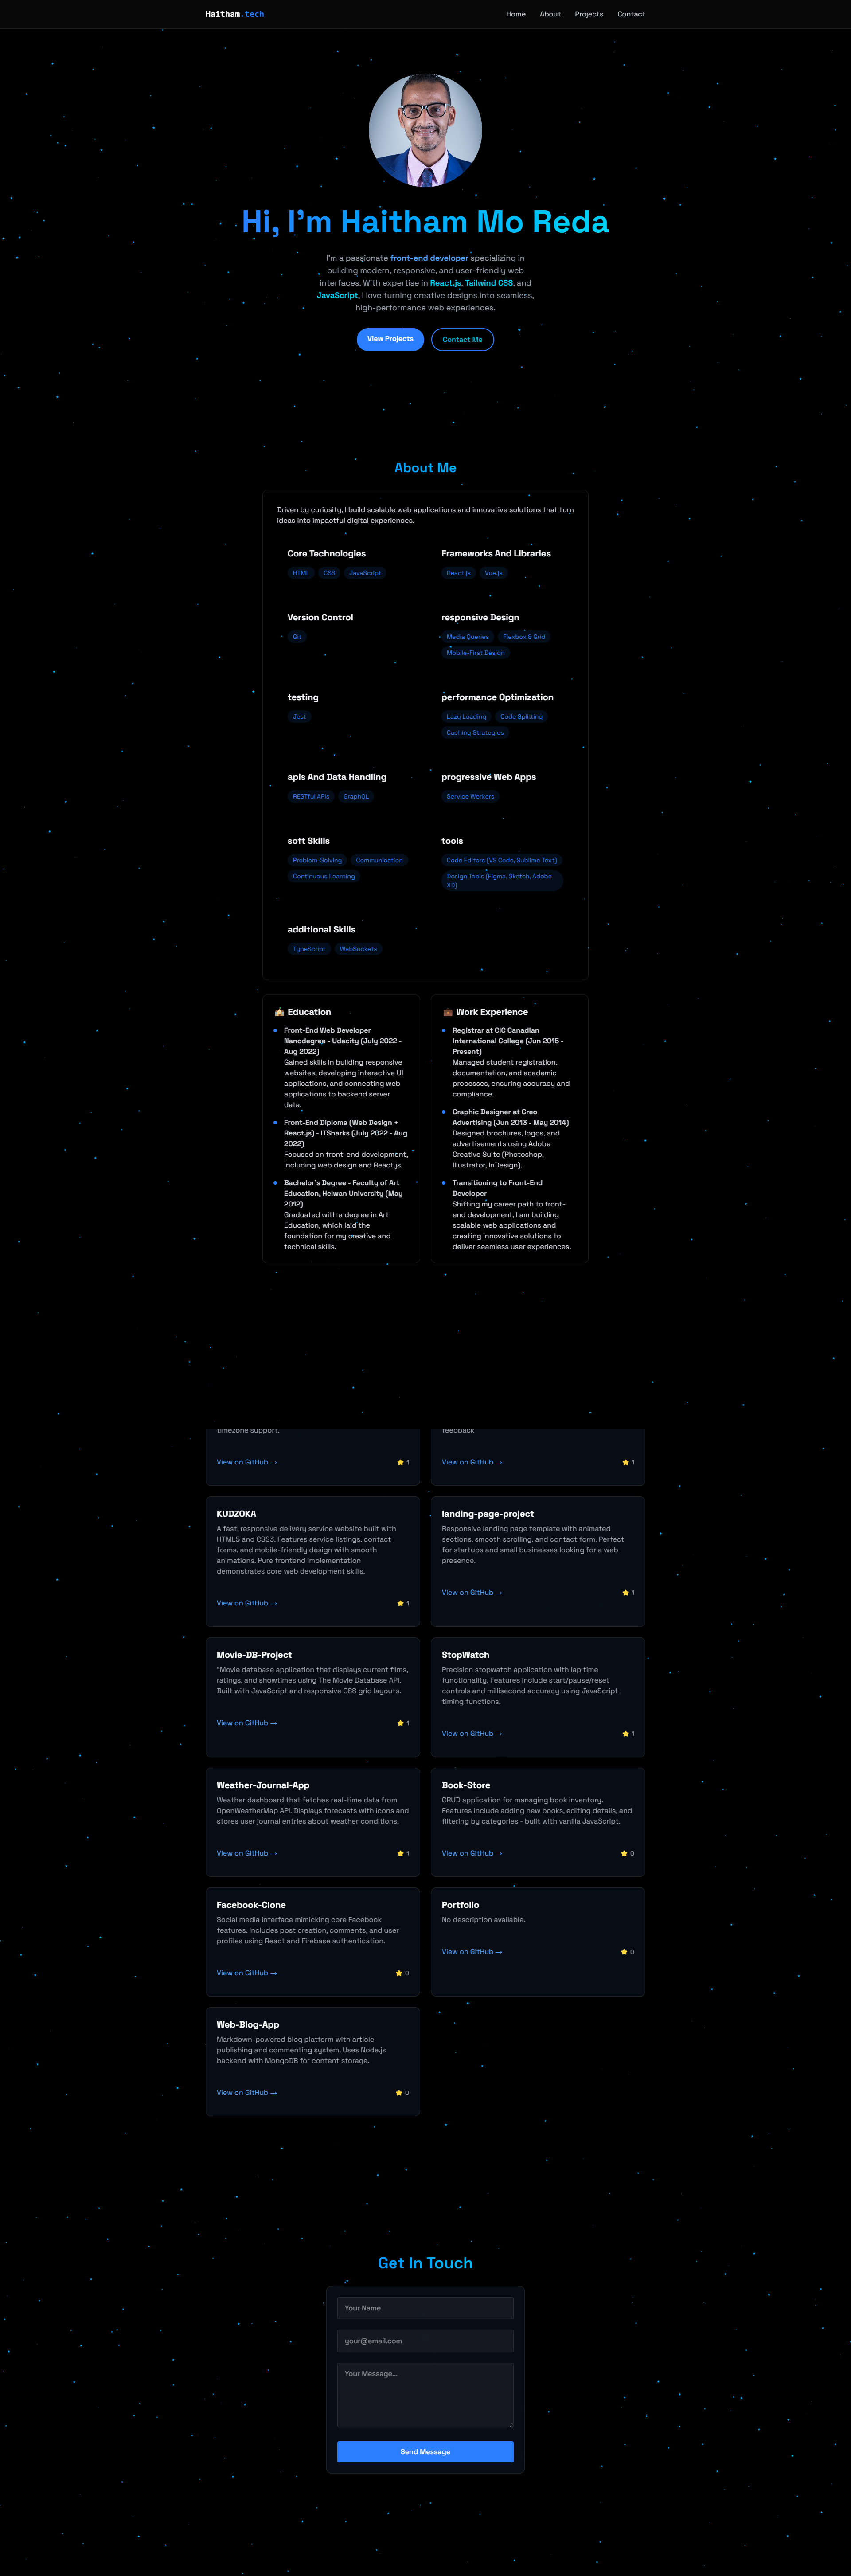 Haitham.tech
Home About Projects Contact
Hi, I'm Haitham Mo Reda
I'm a passionate front-end developer specializing in
building modern, responsive, and user-friendly web
interfaces. With expertise in React.js, Tailwind CSS, and
JavaScript, I love turning creative designs into seamless,
high-performance web experiences.
View Projects Contact Me
About Me
Driven by curiosity, I build scalable web applications and innovative solutions that turn
ideas into impactful digital experiences.
Core Technologies
HTML CSS JavaScript
Frameworks And Libraries
React.js Vue.js
Version Control
Git
responsive Design
Media Queries Flexbox & Grid
Mobile-First Design
testing
Jest
performance Optimization
Lazy Loading Code Splitting
Caching Strategies
apis And Data Handling
RESTful APIs GraphQL
progressive Web Apps
Service Workers
soft Skills
Problem-Solving Communication
Continuous Learning
tools
Code Editors (VS Code, Sublime Text)
Design Tools (Figma, Sketch, Adobe
XD)
additional Skills
TypeScript WebSockets
Education
Front-End Web Developer
Nanodegree - Udacity (July 2022 -
Aug 2022)
Gained skills in building responsive
websites, developing interactive UI
applications, and connecting web
applications to backend server
data.
Front-End Diploma (Web Design +
React.js) - ITSharks (July 2022 - Aug
2022)
Focused on front-end development,
including web design and React.js.
Bachelor's Degree - Faculty of Art
Education, Helwan University (May
2012)
Graduated with a degree in Art
Education, which laid the
foundation for my creative and
technical skills.
Work Experience
Registrar at CIC Canadian
International College (Jun 2015 -
Present)
Managed student registration,
documentation, and academic
processes, ensuring accuracy and
compliance.
Graphic Designer at Creo
Advertising (Jun 2013 - May 2014)
Designed brochures, logos, and
advertisements using Adobe
Creative Suite (Photoshop,
Illustrator, InDesign).
Transitioning to Front-End
Developer
Shifting my career path to front-
end development, I am building
scalable web applications and
creating innovative solutions to
deliver seamless user experiences.
timezone support.
View on GitHub → 1
feedback
View on GitHub → 1
KUDZOKA
A fast, responsive delivery service website built with
HTML5 and CSS3. Features service listings, contact
forms, and mobile-friendly design with smooth
animations. Pure frontend implementation
demonstrates core web development skills.
View on GitHub → 1
landing-page-project
Responsive landing page template with animated
sections, smooth scrolling, and contact form. Perfect
for startups and small businesses looking for a web
presence.
View on GitHub → 1
Movie-DB-Project
"Movie database application that displays current films,
ratings, and showtimes using The Movie Database API.
Built with JavaScript and responsive CSS grid layouts.
View on GitHub → 1
StopWatch
Precision stopwatch application with lap time
functionality. Features include start/pause/reset
controls and millisecond accuracy using JavaScript
timing functions.
View on GitHub → 1
Weather-Journal-App
Weather dashboard that fetches real-time data from
OpenWeatherMap API. Displays forecasts with icons and
stores user journal entries about weather conditions.
View on GitHub → 1
Book-Store
CRUD application for managing book inventory.
Features include adding new books, editing details, and
filtering by categories - built with vanilla JavaScript.
View on GitHub → 0
Facebook-Clone
Social media interface mimicking core Facebook
features. Includes post creation, comments, and user
profiles using React and Firebase authentication.
View on GitHub → 0
Portfolio
No description available.
View on GitHub → 0
Web-Blog-App
Markdown-powered blog platform with article
publishing and commenting system. Uses Node.js
backend with MongoDB for content storage.
View on GitHub → 0
Get In Touch
Your Name
your@email.com
Your Message...
Send Message